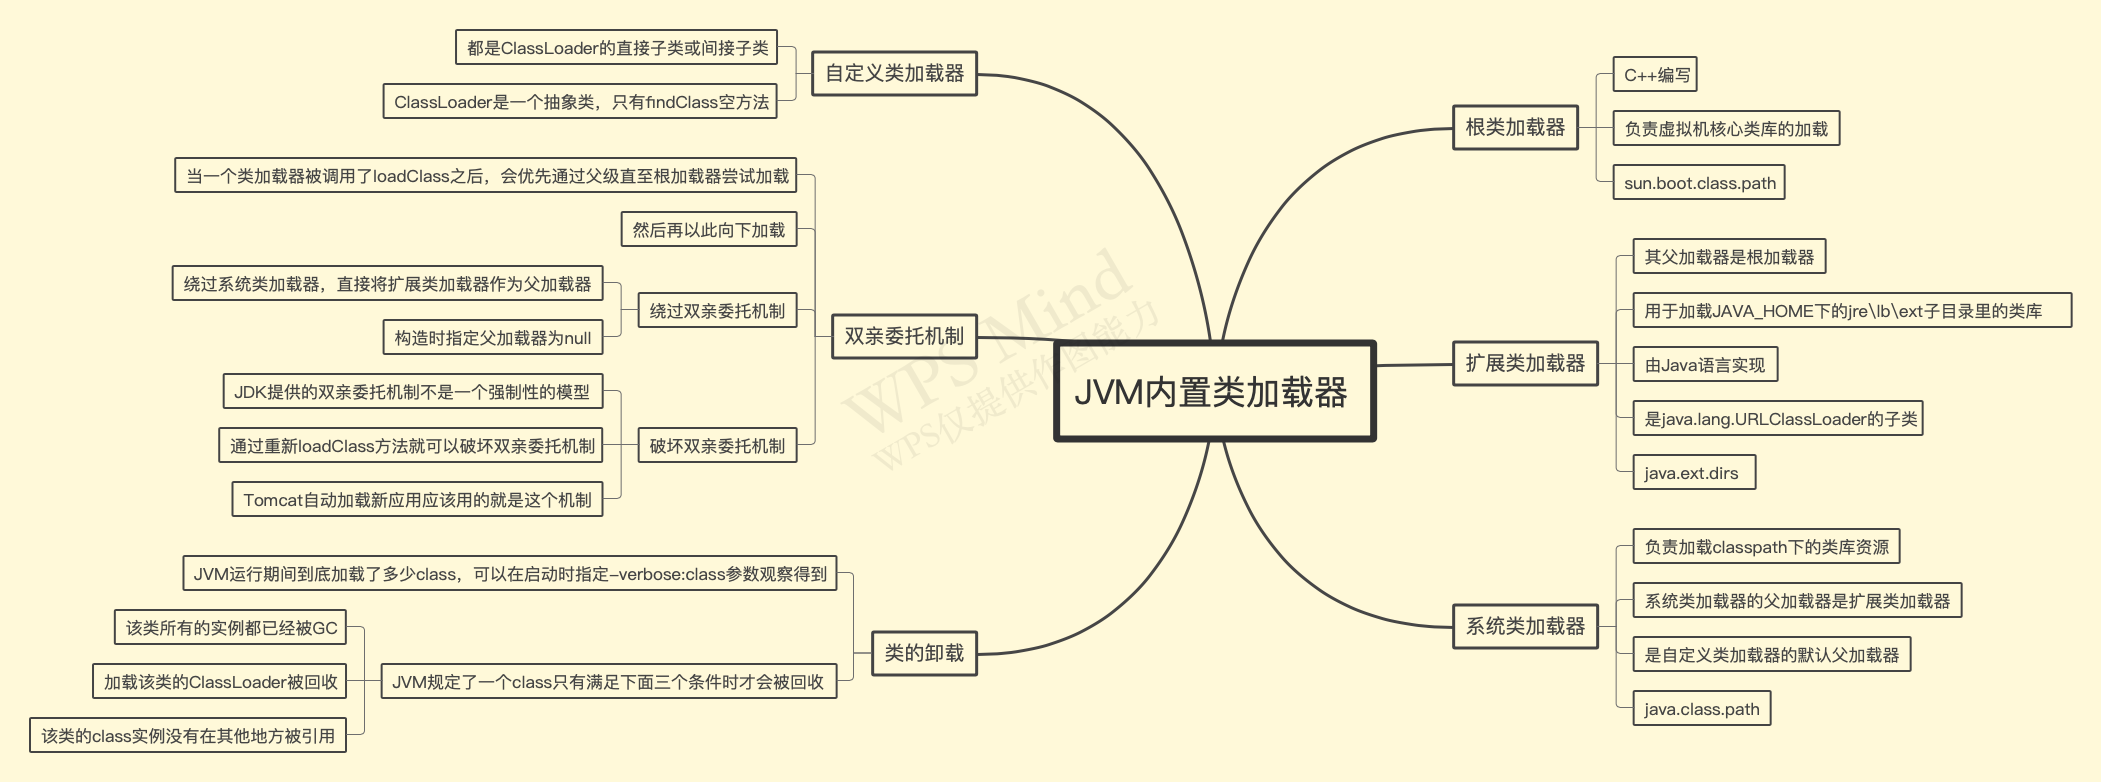 JVM内置类加载器
根类加载器
C++编写
负责虚拟机核心类库的加载
sun.boot.class.path
扩展类加载器
其父加载器是根加载器
用于加载JAVA_HOME下的jre\lb\ext子目录里的类库
由Java语言实现
是java.lang.URLClassLoader的子类
java.ext.dirs
系统类加载器
负责加载classpath下的类库资源
系统类加载器的父加载器是扩展类加载器
是自定义类加载器的默认父加载器
java.class.path
自定义类加载器
都是ClassLoader的直接子类或间接子类
ClassLoader是一个抽象类，只有findClass空方法
双亲委托机制
当一个类加载器被调用了loadClass之后，会优先通过父级直至根加载器尝试加载
然后再以此向下加载
绕过双亲委托机制
绕过系统类加载器，直接将扩展类加载器作为父加载器
构造时指定父加载器为null
破坏双亲委托机制
JDK提供的双亲委托机制不是一个强制性的模型
通过重新loadClass方法就可以破坏双亲委托机制
Tomcat自动加载新应用应该用的就是这个机制
类的卸载
JVM运行期间到底加载了多少class，可以在启动时指定-verbose:class参数观察得到
JVM规定了一个class只有满足下面三个条件时才会被回收
该类所有的实例都已经被GC
加载该类的ClassLoader被回收
该类的class实例没有在其他地方被引用
WPS Mind
WPS仅提供作图能力